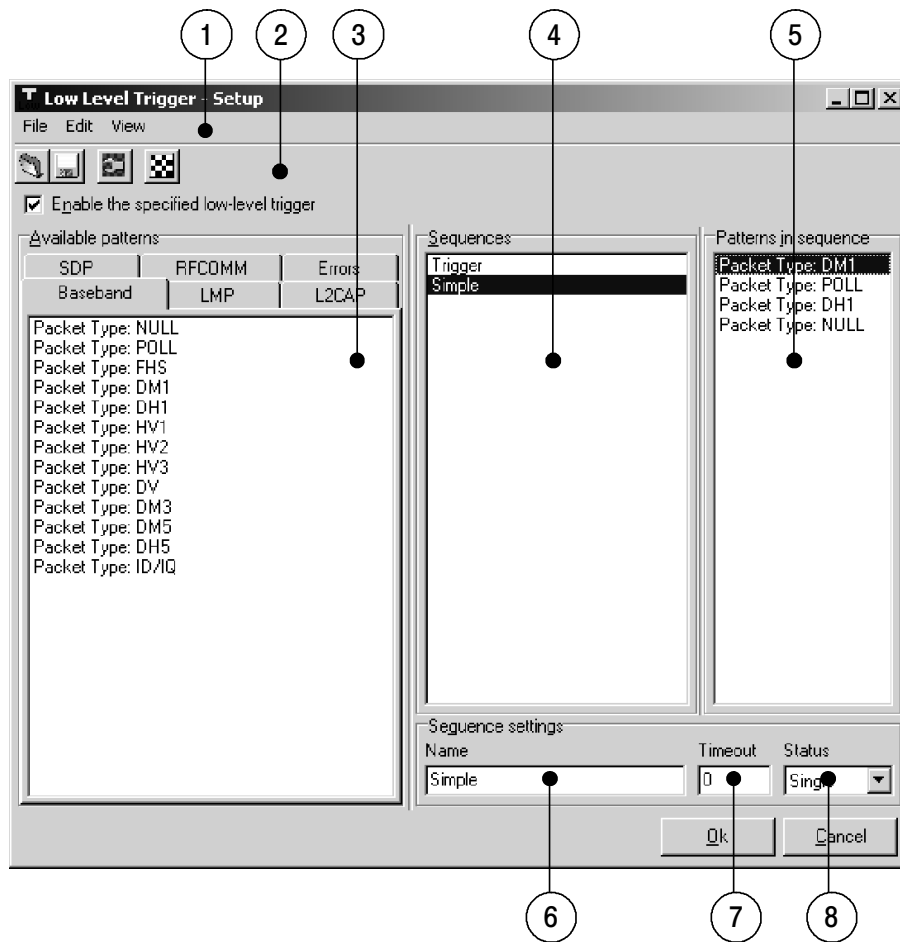 1 2 3 4 5
Low Level Trigger - Setup
File Edit View
Enable the specified low-level trigger
Available patterns
SDP RFCOMM Errors
Baseband LMP L2CAP
Packet Type: NULL
Packet Type: POLL
Packet Type: FHS
Packet Type: DM1
Packet Type: DH1
Packet Type: HV1
Packet Type: HV2
Packet Type: HV3
Packet Type: DV
Packet Type: DM3
Packet Type: DM5
Packet Type: DH5
Packet Type: ID/IQ
Sequences
Trigger
Simple
Patterns in sequence
Packet Type: DM1
Packet Type: POLL
Packet Type: DH1
Packet Type: NULL
Sequence settings
Name Timeout Status
Simple 0 Single
Ok Cancel
6 7 8